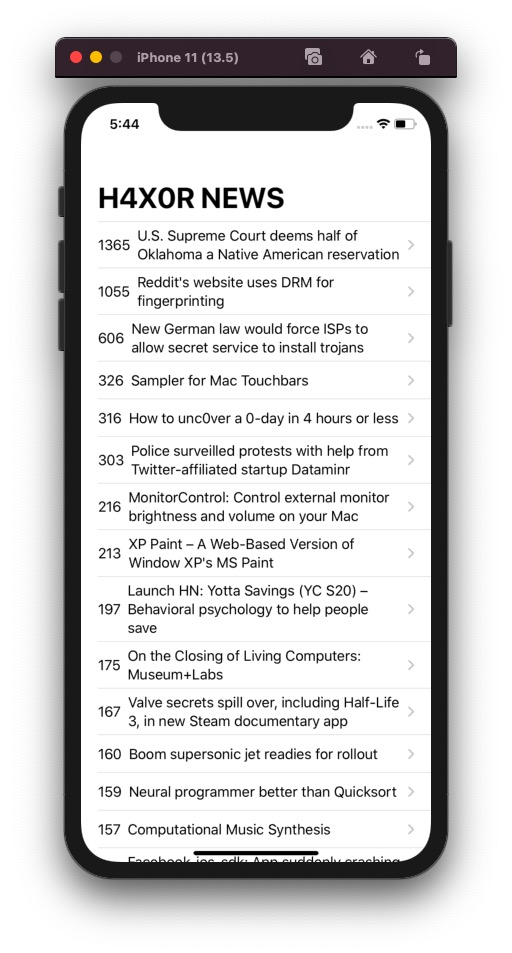 iPhone 11 (13.5)
5:44
H4X0R NEWS
1365 U.S. Supreme Court deems half of
Oklahoma a Native American reservation
1055 Reddit's website uses DRM for
fingerprinting
606 New German law would force ISPs to
allow secret service to install trojans
326 Sampler for Mac Touchbars
316 How to unc0ver a 0-day in 4 hours or less
303 Police surveilled protests with help from
Twitter-affiliated startup Dataminr
216 MonitorControl: Control external monitor
brightness and volume on your Mac
213 XP Paint – A Web-Based Version of
Window XP's MS Paint
197 Launch HN: Yotta Savings (YC S20) –
Behavioral psychology to help people
save
175 On the Closing of Living Computers:
Museum+Labs
167 Valve secrets spill over, including Half-Life
3, in new Steam documentary app
160 Boom supersonic jet readies for rollout
159 Neural programmer better than Quicksort
157 Computational Music Synthesis
Facebook-ios-sdk: App suddenly crashing